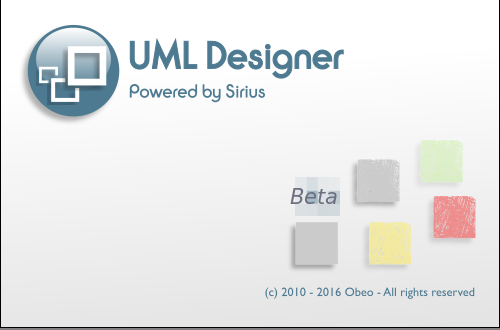 UML Designer
Powered by Sirius
Beta
(c) 2010 - 2016 Obeo - All rights reserved